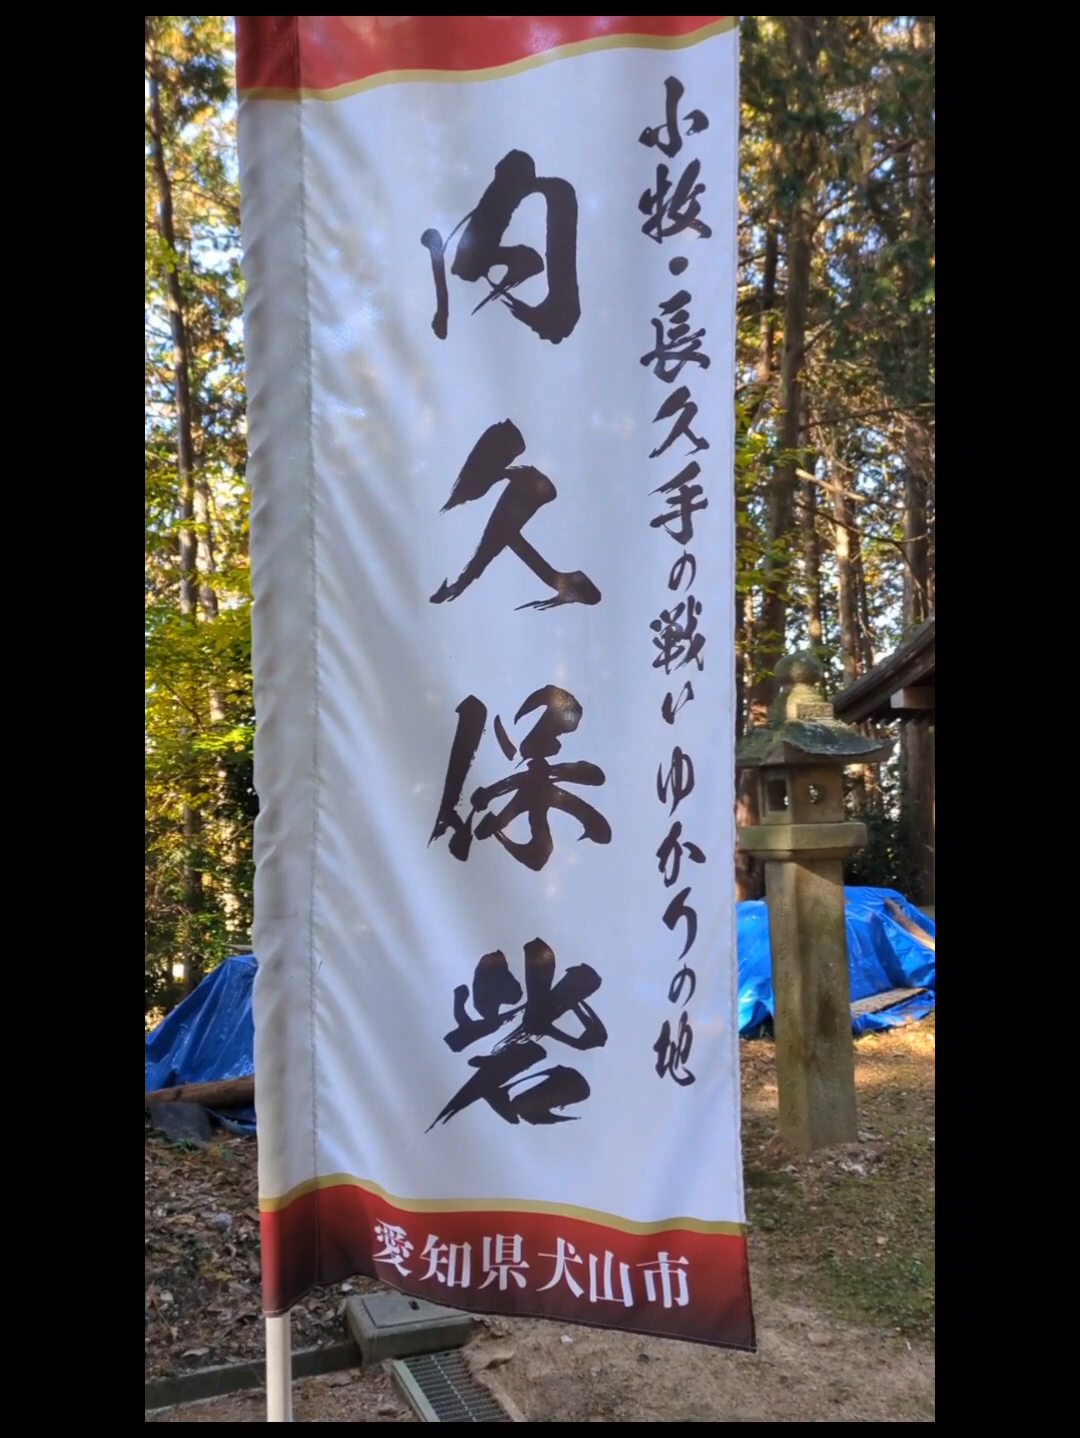 小牧・長久手の戦い ゆかりの地
内久保砦
愛知県犬山市